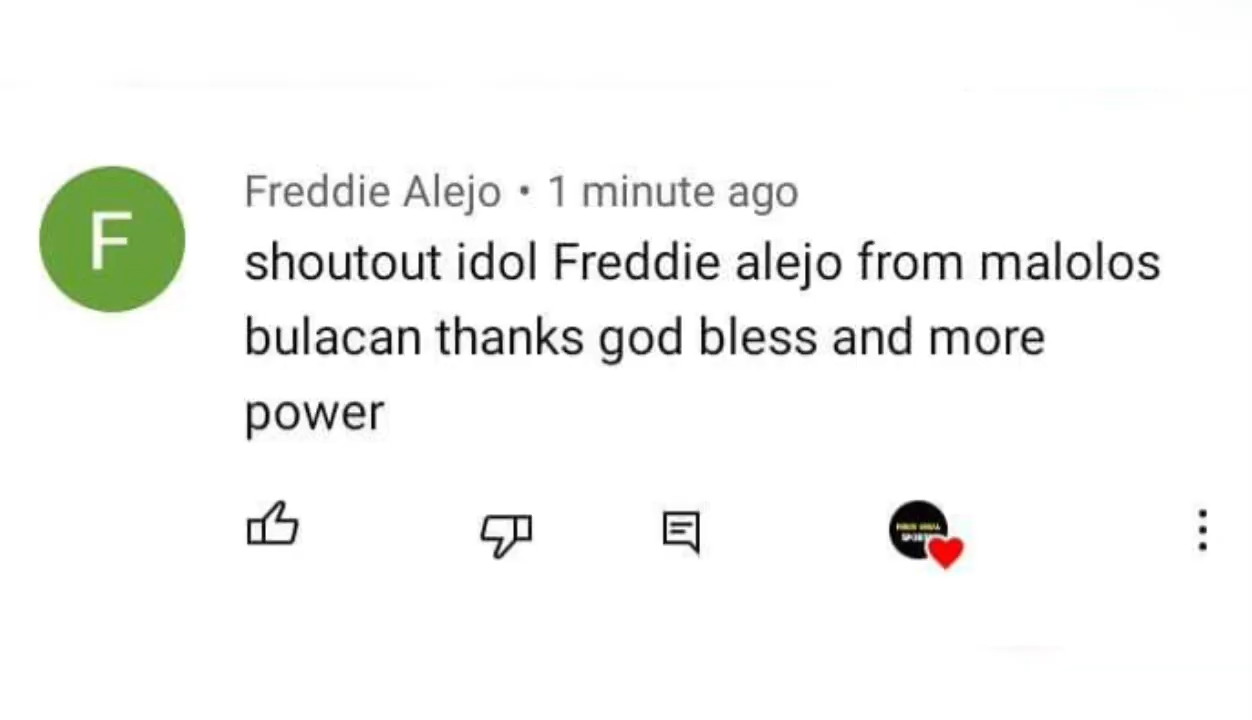 F
Freddie Alejo • 1 minute ago
shoutout idol Freddie alejo from malolos
bulacan thanks god bless and more
power